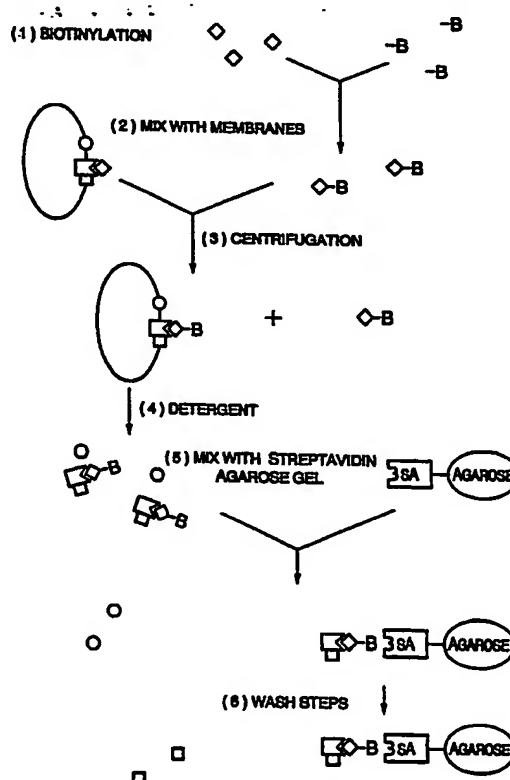 (1) BIOTINYLATION
-B
-B
-B
(2) MIX WITH MEMBRANES
-B
-B
(3) CENTRIFUGATION
-B
+
-B
(4) DETERGENT
-B
-B
(5) MIX WITH STREPTAVIDIN
AGAROSE GEL
SA
AGAROSE
-B
SA
AGAROSE
(6) WASH STEPS
-B
SA
AGAROSE